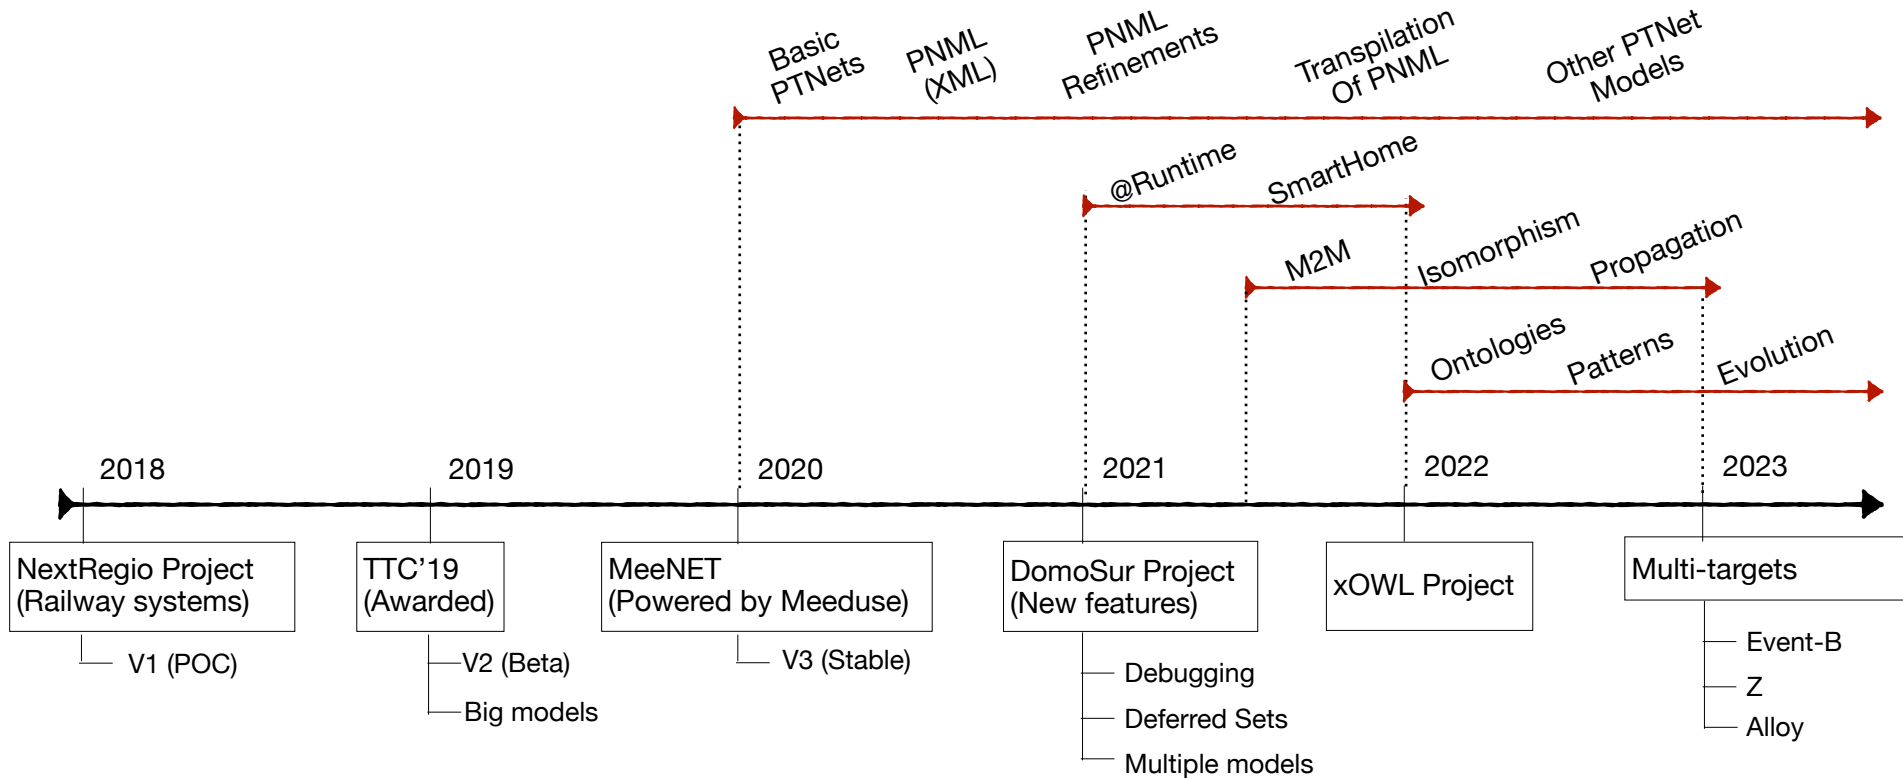 Basic
PTNets
PNML
(XML)
PNML
Refinements
Transpilation
Of PNML
Other PTNet
Models
@Runtime
SmartHome
M2M
Isomorphism
Propagation
Ontologies
Patterns
Evolution
2018
2019
2020
2021
2022
2023
NextRegio Project
(Railway systems)
V1 (POC)
TTC’19
(Awarded)
V2 (Beta)
Big models
MeeNET
(Powered by Meeduse)
V3 (Stable)
DomoSur Project
(New features)
Debugging
Deferred Sets
Multiple models
xOWL Project
Multi-targets
Event-B
Z
Alloy